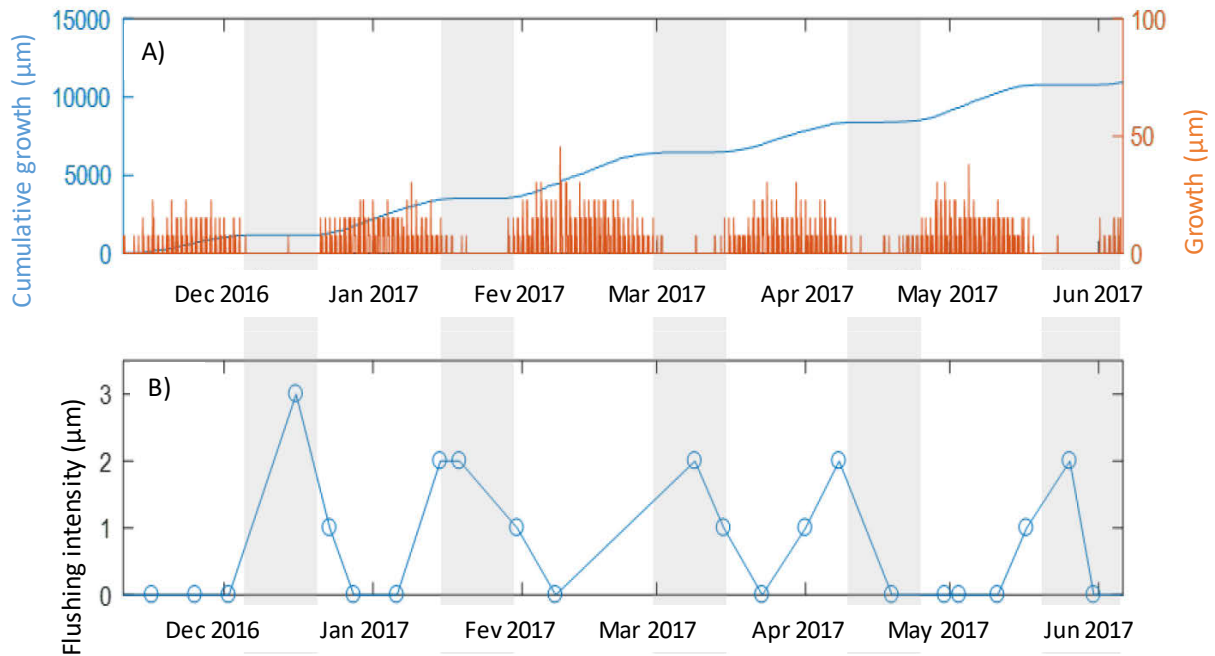 15000
10000
5000
0
Cumulative growth (µm)
A)
100
50
0
Growth (µm)
Dec 2016 Jan 2017 Fev 2017 Mar 2017 Apr 2017 May 2017 Jun 2017
B)
3
2
1
0
Flushing intensity (µm)
Dec 2016 Jan 2017 Fev 2017 Mar 2017 Apr 2017 May 2017 Jun 2017